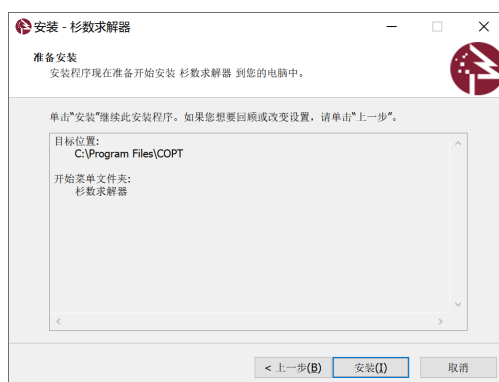 安装 - 杉数求解器
准备安装
安装程序现在准备开始安装 杉数求解器 到您的电脑中。
单击“安装”继续此安装程序。如果您想要回顾或改变设置，请单击“上一步”。
目标位置:
C:\Program Files\COPT
开始菜单文件夹:
杉数求解器
< 上一步(B)
安装(I)
取消